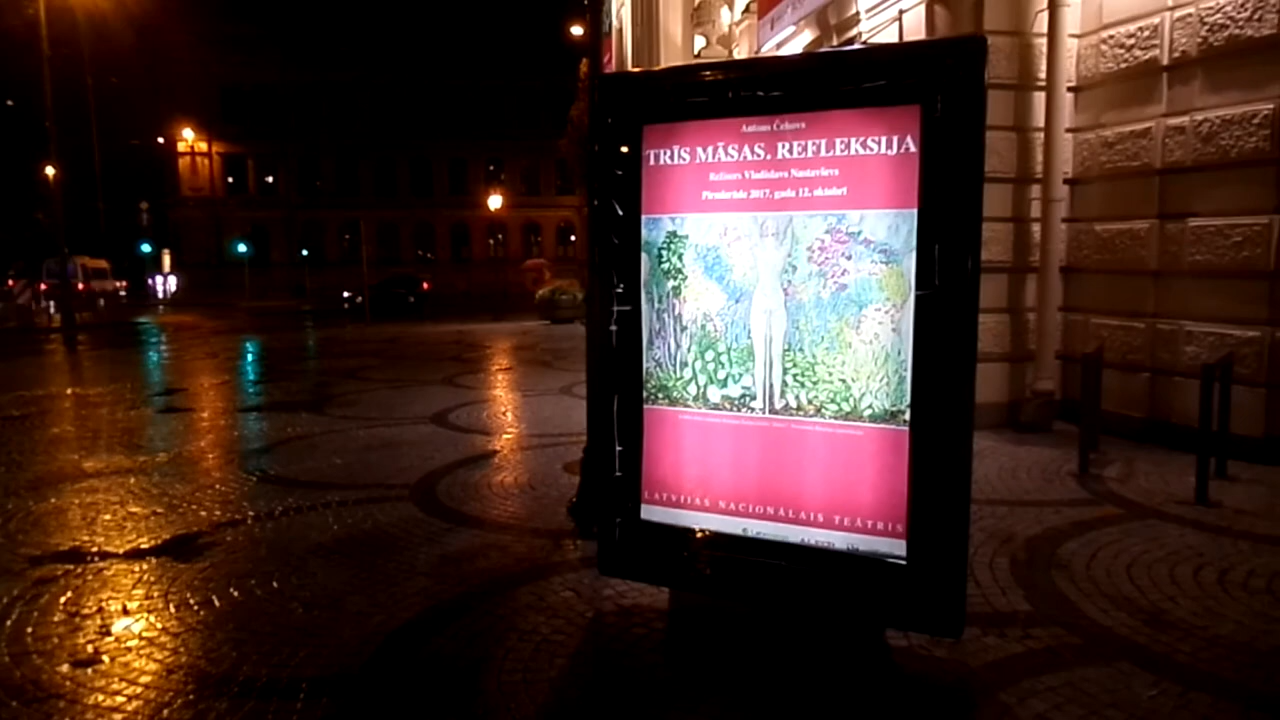 Antons Čehovs
TRĪS MĀSAS. REFLEKSIJA
Režisors Vladislavs Nastavševs
Pirmizrāde 2017. gada 12. oktobrī
LATVIJAS NACIONĀLAIS TEĀTRIS